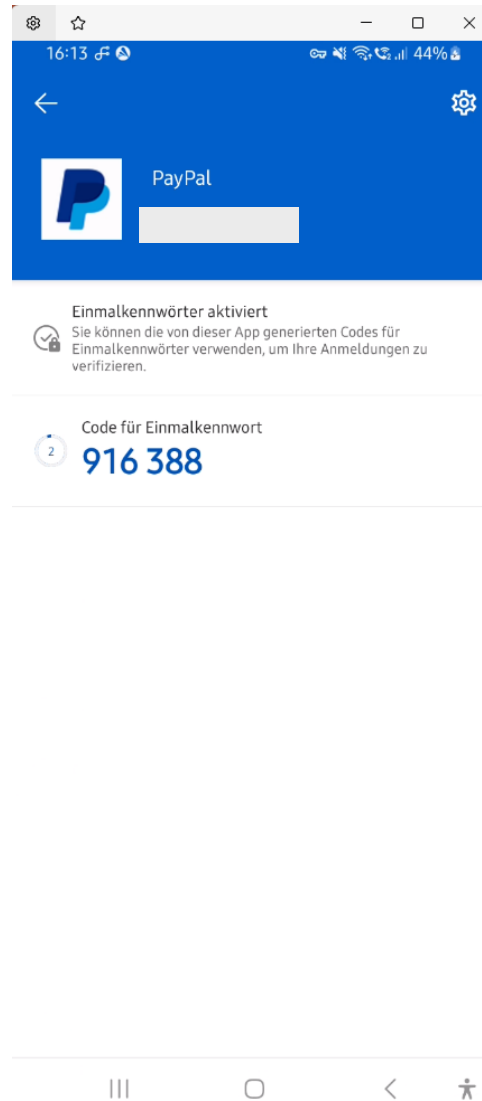 16:13
44%
PayPal
Einmalkennwörter aktiviert
Sie können die von dieser App generierten Codes für
Einmalkennwörter verwenden, um Ihre Anmeldungen zu
verifizieren.
Code für Einmalkennwort
2
916 388